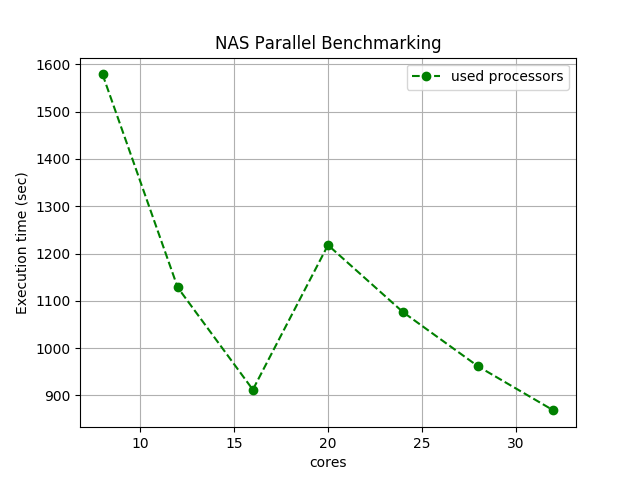 NAS Parallel Benchmarking
used processors
1600
1500
1400
1300
1200
1100
1000
900
Execution time (sec)
10 15 20 25 30
cores